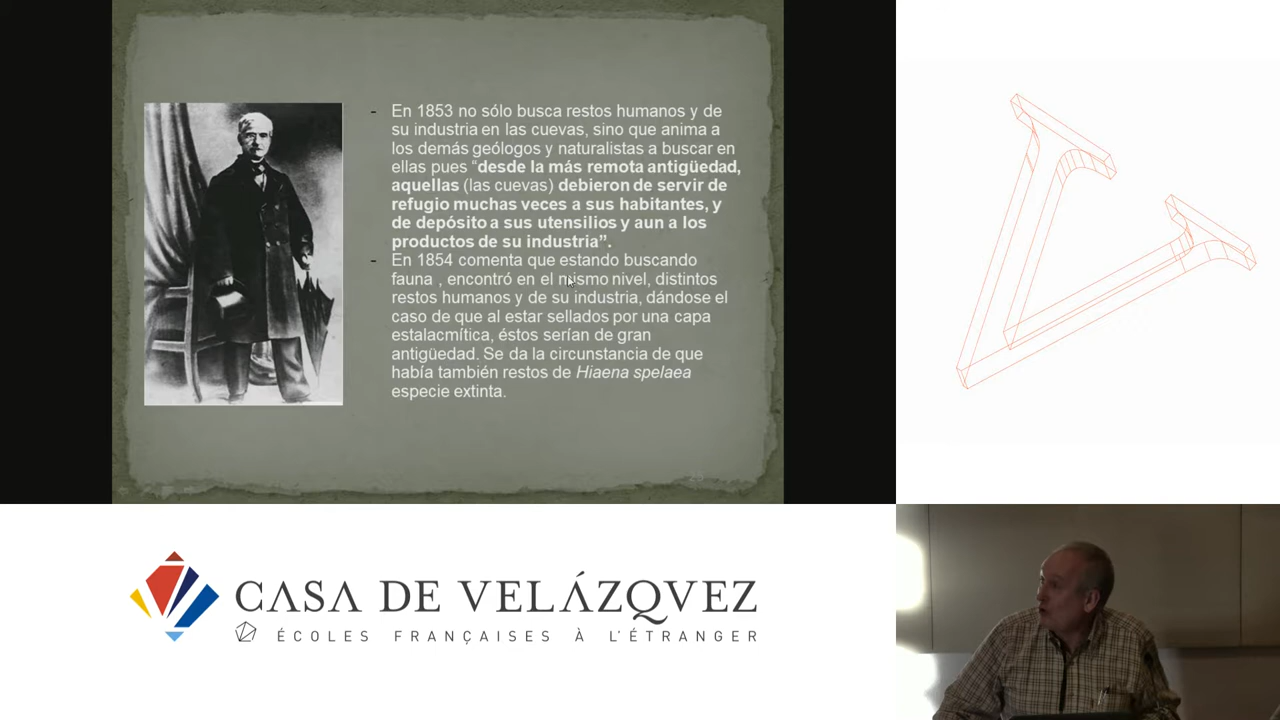 - En 1853 no sólo busca restos humanos y de
su industria en las cuevas, sino que anima a
los demás geólogos y naturalistas a buscar en
ellas pues “desde la más remota antigüedad,
aquellas (las cuevas) debieron de servir de
refugio muchas veces a sus habitantes, y
de depósito a sus utensilios y aun a los
productos de su industria”.
- En 1854 comenta que estando buscando
fauna , encontró en el mismo nivel, distintos
restos humanos y de su industria, dándose el
caso de que al estar sellados por una capa
estalacmítica, éstos serían de gran
antigüedad. Se da la circunstancia de que
había también restos de Hiaena spelaea
especie extinta.
CASA DE VELÁZQVEZ
ÉCOLES FRANÇAISES À L'ÉTRANGER